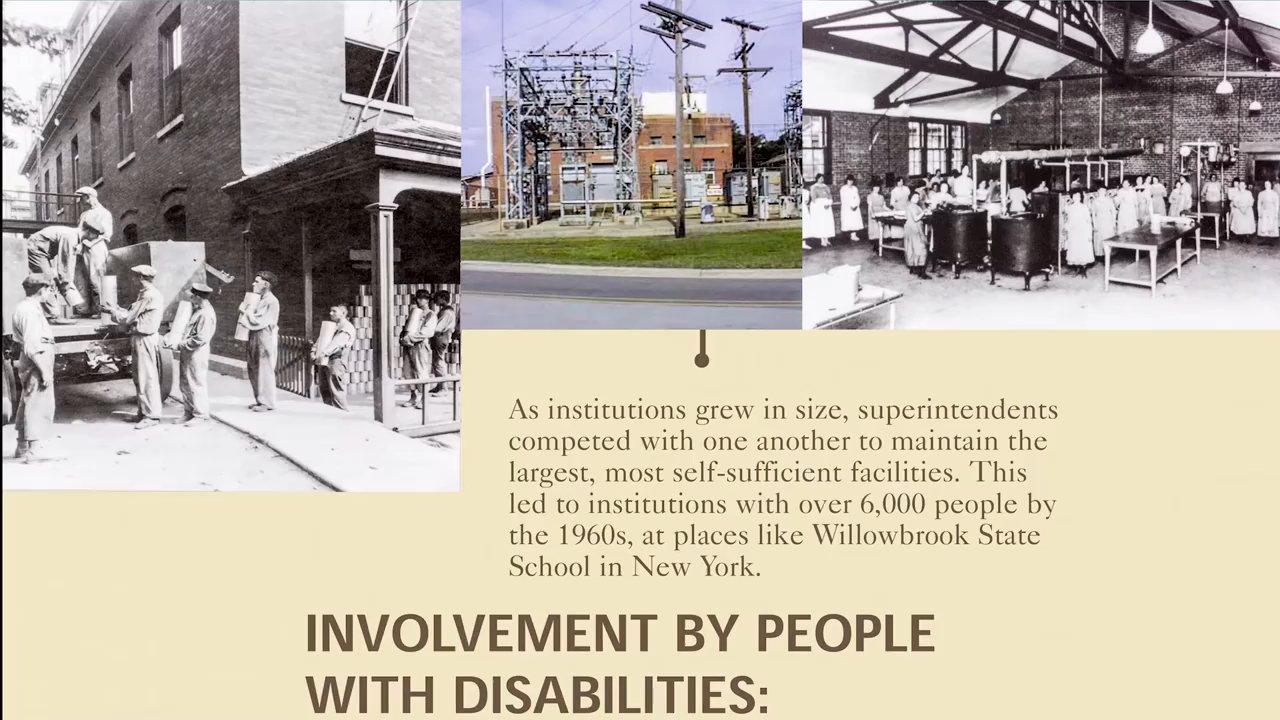 As institutions grew in size, superintendents
competed with one another to maintain the
largest, most self-sufficient facilities. This
led to institutions with over 6,000 people by
the 1960s, at places like Willowbrook State
School in New York.
INVOLVEMENT BY PEOPLE
WITH DISABILITIES: